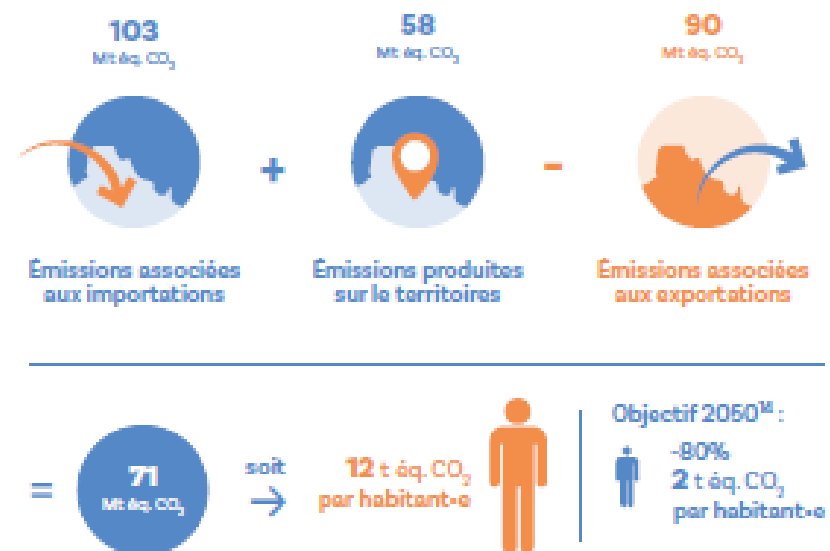 103
Mt éq. CO₂
58
Mt éq. CO₂
90
Mt éq. CO₂
+
-
Émissions associées
aux importations
Émissions produites
sur le territoires
Émissions associées
aux exportations
=
71
Mt éq. CO₂
soit
→
12 t éq. CO₂
par habitant·e
Objectif 2050¹⁴ :
-80%
2 t éq. CO₂
par habitant·e